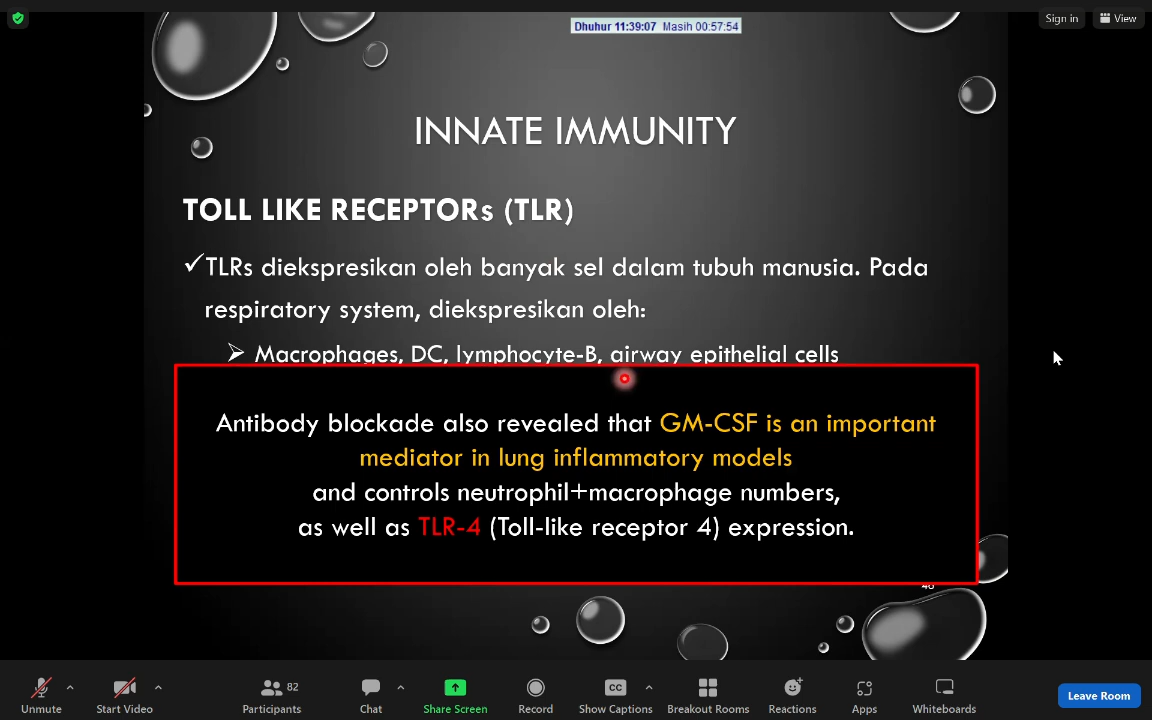 Dhuhur 11:39:07 Masih 00:57:54
Sign in
View
INNATE IMMUNITY
TOLL LIKE RECEPTORs (TLR)
✓TLRs diekspresikan oleh banyak sel dalam tubuh manusia. Pada
respiratory system, diekspresikan oleh:
➢ Macrophages, DC, lymphocyte-B, airway epithelial cells
Antibody blockade also revealed that GM-CSF is an important
mediator in lung inflammatory models
and controls neutrophil+macrophage numbers,
as well as TLR-4 (Toll-like receptor 4) expression.
Unmute
Start Video
Participants
82
Chat
Share Screen
Record
CC
Show Captions
Breakout Rooms
Reactions
Apps
Whiteboards
Leave Room